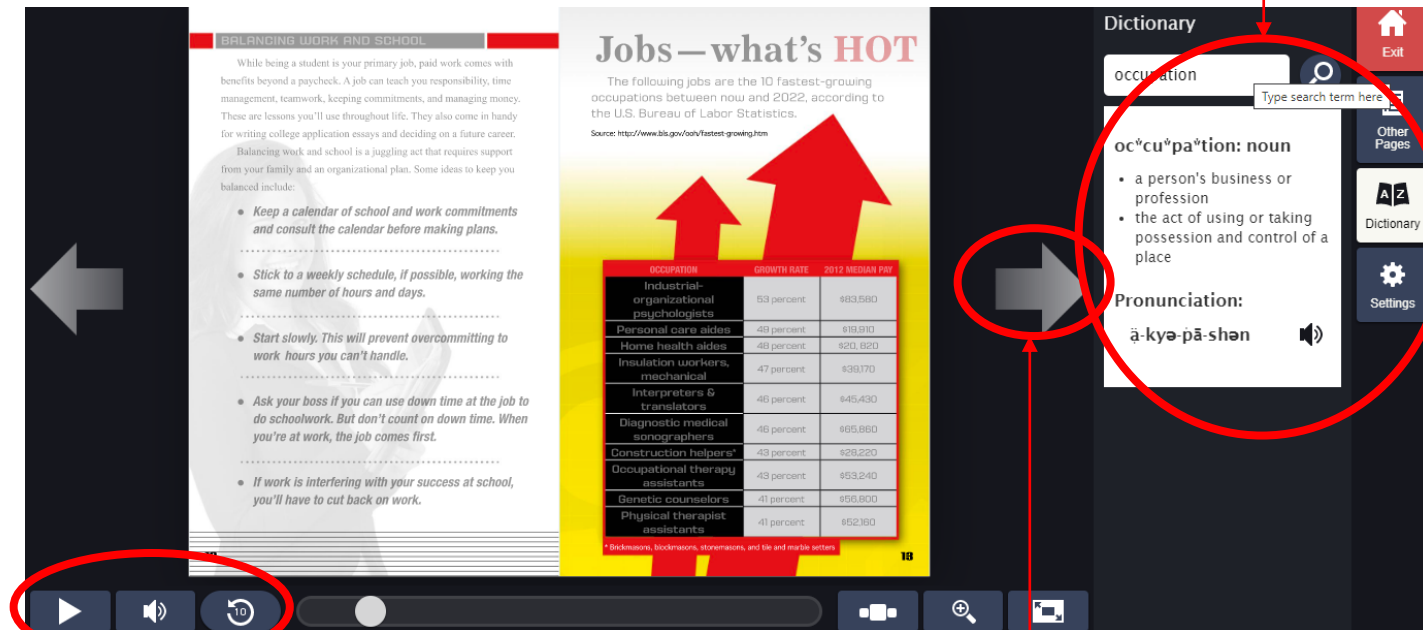 BALANCING WORK AND SCHOOL
While being a student is your primary job, paid work comes with
benefits beyond a paycheck. A job can teach you responsibility, time
management, teamwork, keeping commitments, and managing money.
These are lessons you'll use throughout life. They also come in handy
for writing college application essays and deciding on a future career.
Balancing work and school is a juggling act that requires support
from your family and an organizational plan. Some ideas to keep you
balanced include:
• Keep a calendar of school and work commitments
and consult the calendar before making plans.
• Stick to a weekly schedule, if possible, working the
same number of hours and days.
• Start slowly. This will prevent overcommitting to
work hours you can't handle.
• Ask your boss if you can use down time at the job to
do schoolwork. But don't count on down time. When
you're at work, the job comes first.
• If work is interfering with your success at school,
you'll have to cut back on work.
Jobs—what's HOT
The following jobs are the 10 fastest-growing
occupations between now and 2022, according to
the U.S. Bureau of Labor Statistics.
Source: http://www.bls.gov/ooh/fastest-growing.htm
OCCUPATION GROWTH RATE 2012 MEDIAN PAY
Industrial-
organizational
psychologists
53 percent $83,580
Personal care aides 49 percent $19,910
Home health aides 48 percent $20, 820
Insulation workers,
mechanical
47 percent $39,170
Interpreters &
translators
46 percent $45,430
Diagnostic medical
sonographers
46 percent $65,860
Construction helpers* 43 percent $28,220
Occupational therapy
assistants
43 percent $53,240
Genetic counselors 41 percent $56,800
Physical therapist
assistants
41 percent $52,160
* Brickmasons, blockmasons, stonemasons, and tile and marble setters
13
10
Dictionary
occupation
Type search term here
oc*cu*pa*tion: noun
• a person's business or
profession
• the act of using or taking
possession and control of a
place
Pronunciation:
ä-kyə-pā-shən
Exit
Other
Pages
A Z
Dictionary
Settings